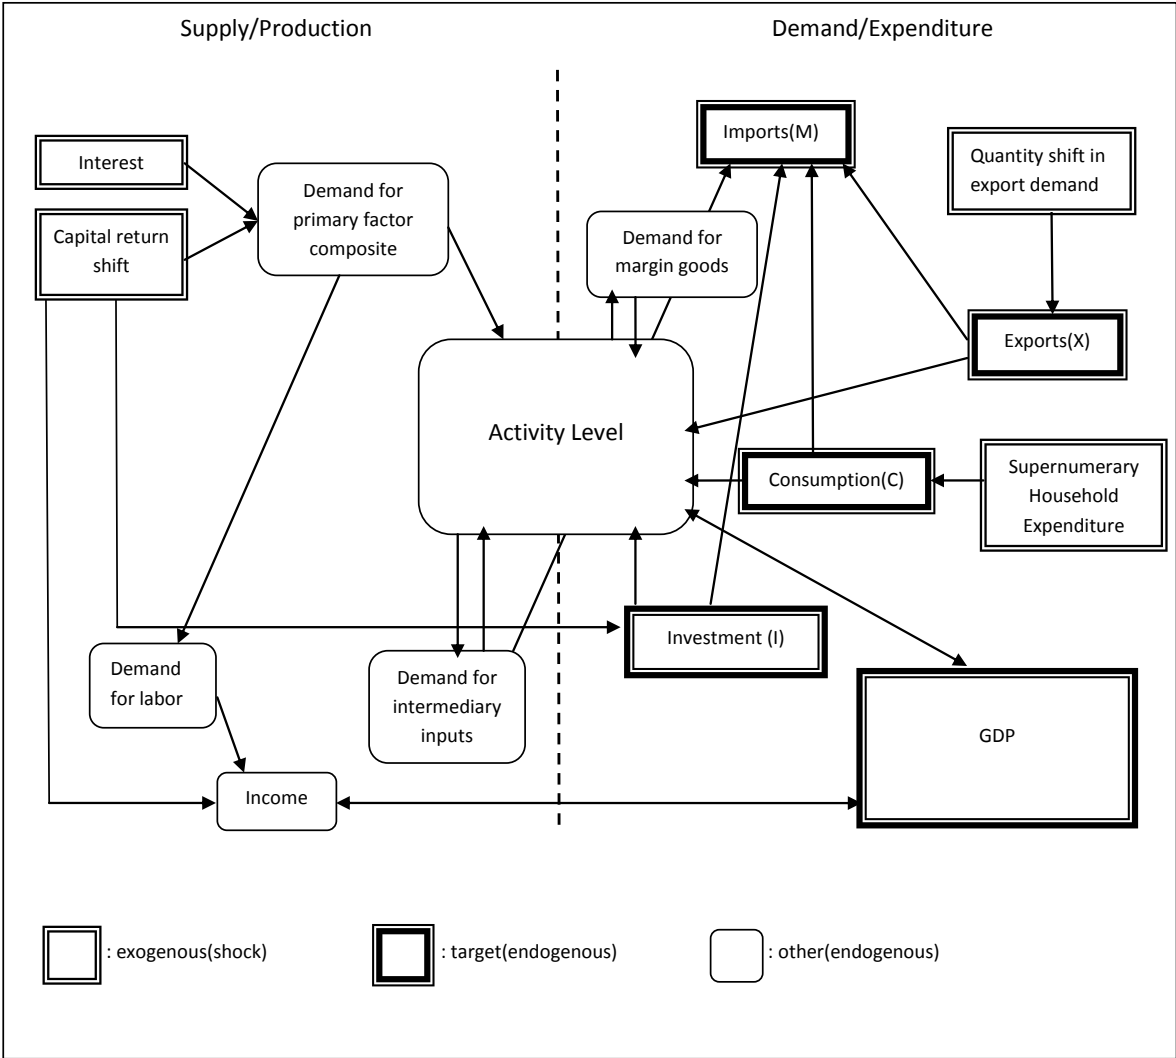 Supply/Production
Demand/Expenditure
Imports(M)
Interest
Quantity shift in
export demand
Demand for
primary factor
composite
Capital return
shift
Demand for
margin goods
Exports(X)
Activity Level
Consumption(C)
Supernumerary
Household
Expenditure
Investment (I)
Demand
for labor
Demand for
intermediary
inputs
GDP
Income
: exogenous(shock)
: target(endogenous)
: other(endogenous)